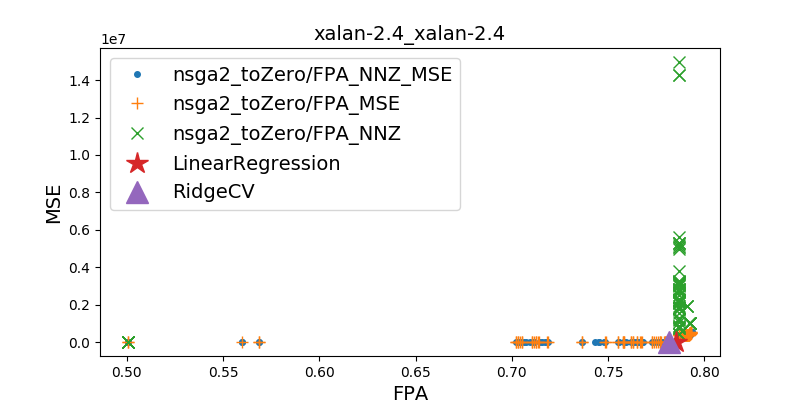 xalan-2.4_xalan-2.4
1e7
nsga2_toZero/FPA_NNZ_MSE
nsga2_toZero/FPA_MSE
nsga2_toZero/FPA_NNZ
LinearRegression
RidgeCV
MSE
1.4
1.2
1.0
0.8
0.6
0.4
0.2
0.0
0.50
0.55
0.60
0.65
0.70
0.75
0.80
FPA